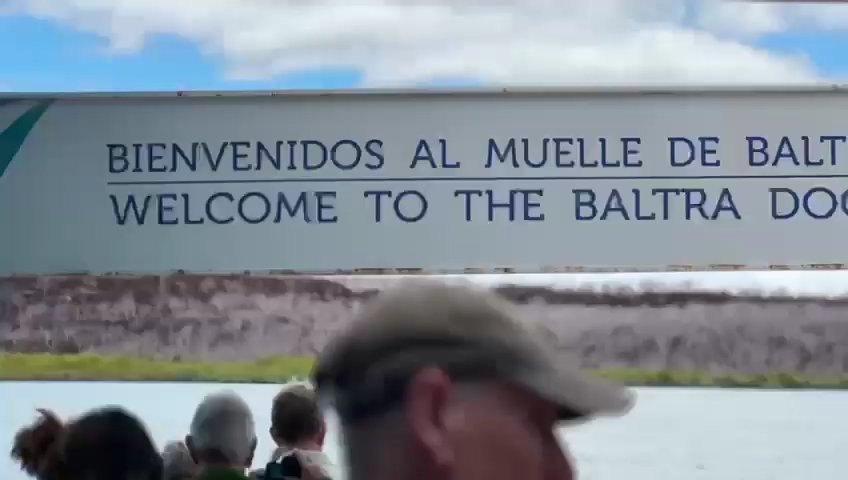 BIENVENIDOS AL MUELLE DE BALT
WELCOME TO THE BALTRA DOC